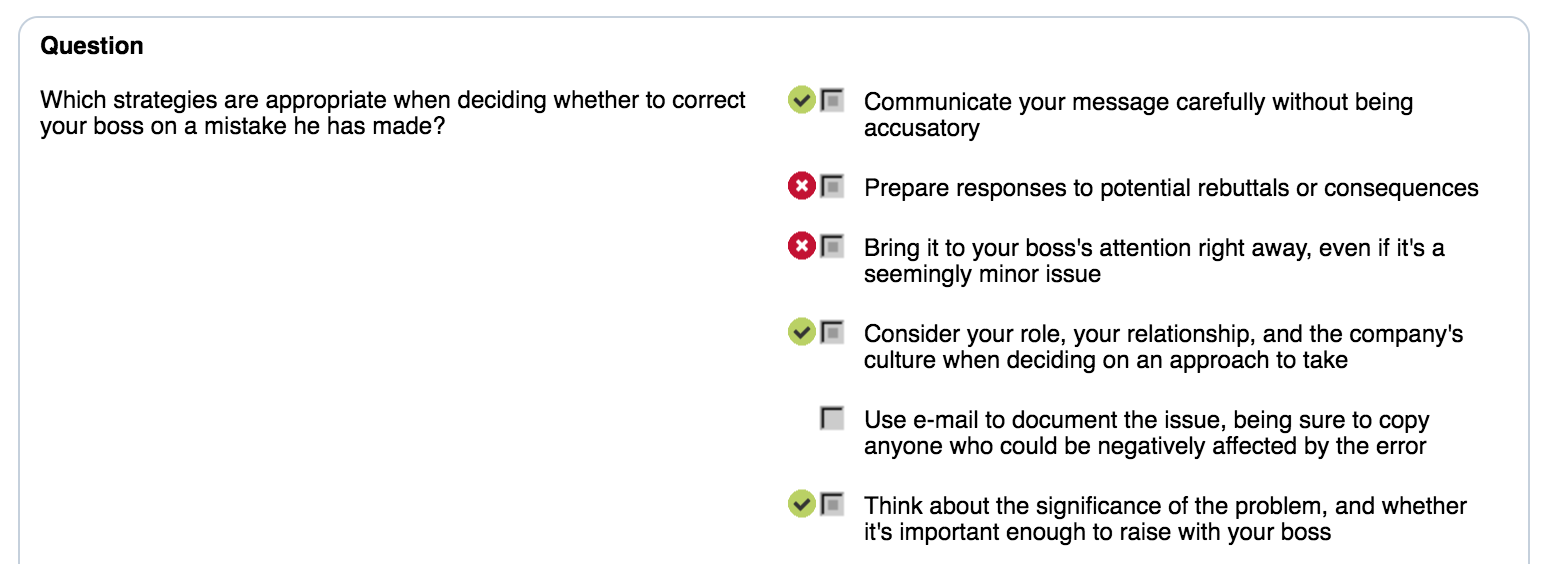 Question
Which strategies are appropriate when deciding whether to correct
your boss on a mistake he has made?
Communicate your message carefully without being
accusatory
Prepare responses to potential rebuttals or consequences
Bring it to your boss's attention right away, even if it's a
seemingly minor issue
Consider your role, your relationship, and the company's
culture when deciding on an approach to take
Use e-mail to document the issue, being sure to copy
anyone who could be negatively affected by the error
Think about the significance of the problem, and whether
it's important enough to raise with your boss